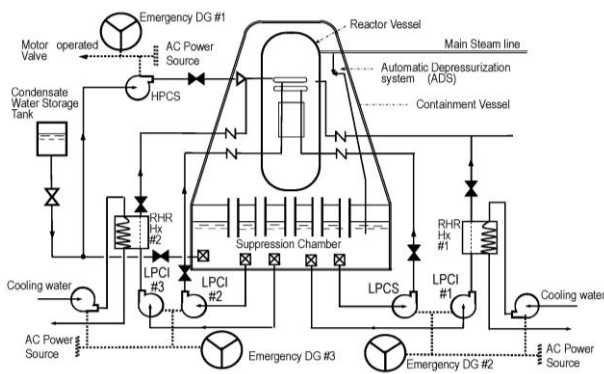 Emergency DG #1
Reactor Vessel
Motor operated
Valve
AC Power
Source
Main Steam line
Automatic Depressurization
system (ADS)
Condensate
Water Storage
Tank
HPCS
Containment Vessel
RHR
Hx
#2
Suppression Chamber
RHR
Hx
#1
LPCI
#3
LPCI
#2
LPCS
LPCI
#1
Cooling water
Cooling water
AC Power
Source
Emergency DG #3
Emergency DG #2
AC Power
Source